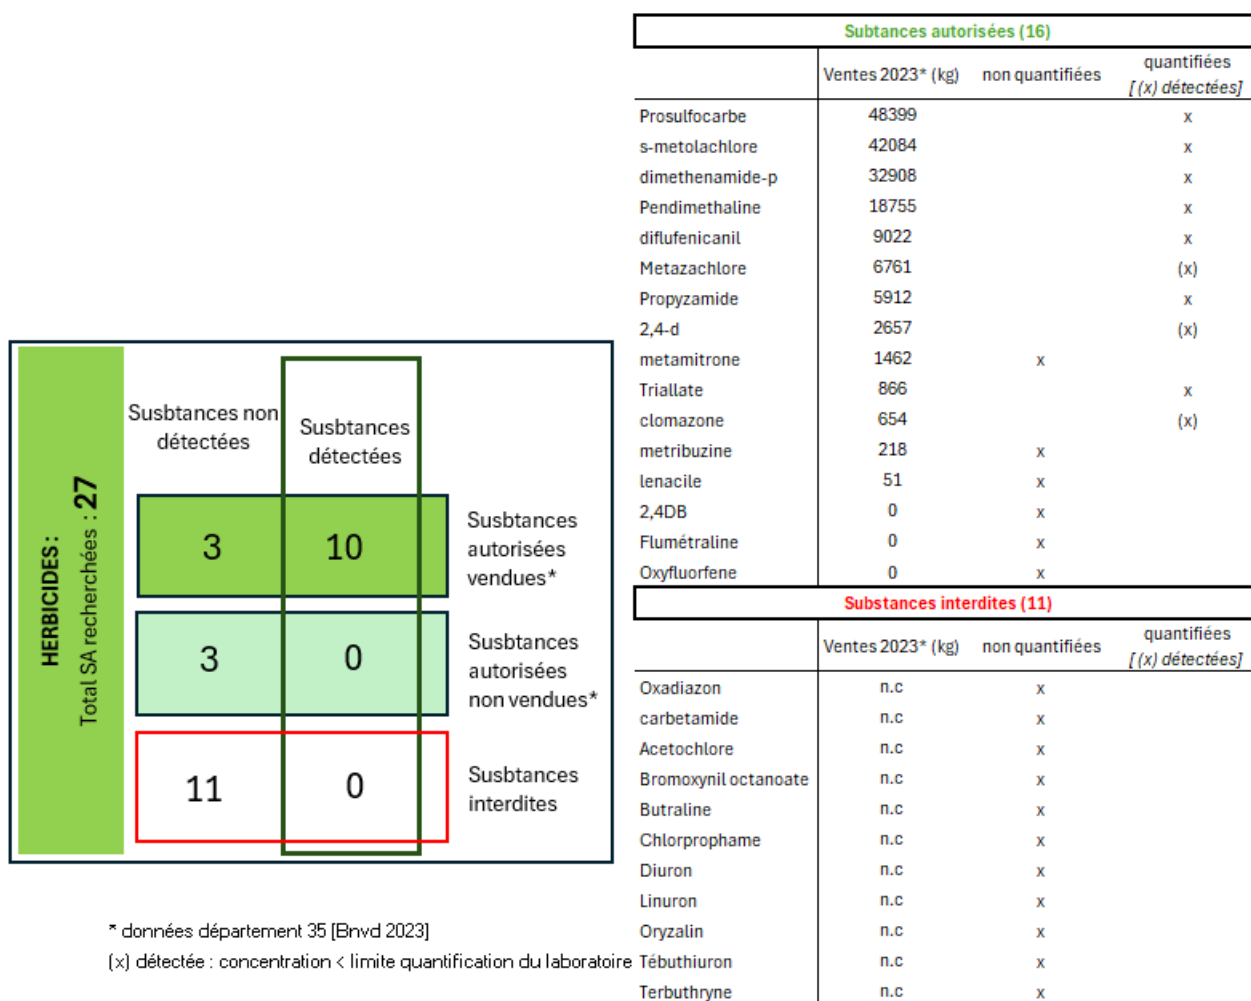 HERBICIDES :
Total SA recherchées : 27
Susbtances non
détectées
Susbtances
détectées
3 10
Susbtances
autorisées
vendues*
3 0
Susbtances
autorisées
non vendues*
11 0
Susbtances
interdites
* données département 35 [Bnvd 2023]
(x) détectée : concentration < limite quantification du laboratoire
Subtances autorisées (16)
Ventes 2023* (kg) non quantifiées quantifiées
[(x) détectées]
Prosulfocarbe 48399 x
s-metolachlore 42084 x
dimethenamide-p 32908 x
Pendimethaline 18755 x
diflufenicanil 9022 x
Metazachlore 6761 (x)
Propyzamide 5912 x
2,4-d 2657 (x)
metamitrone 1462 x
Triallate 866 x
clomazone 654 (x)
metribuzine 218 x
lenacile 51 x
2,4DB 0 x
Flumétraline 0 x
Oxyfluorfene 0 x
Substances interdites (11)
Ventes 2023* (kg) non quantifiées quantifiées
[(x) détectées]
Oxadiazon n.c x
carbetamide n.c x
Acetochlore n.c x
Bromoxynil octanoate n.c x
Butraline n.c x
Chlorprophame n.c x
Diuron n.c x
Linuron n.c x
Oryzalin n.c x
Tébuthiuron n.c x
Terbuthryne n.c x